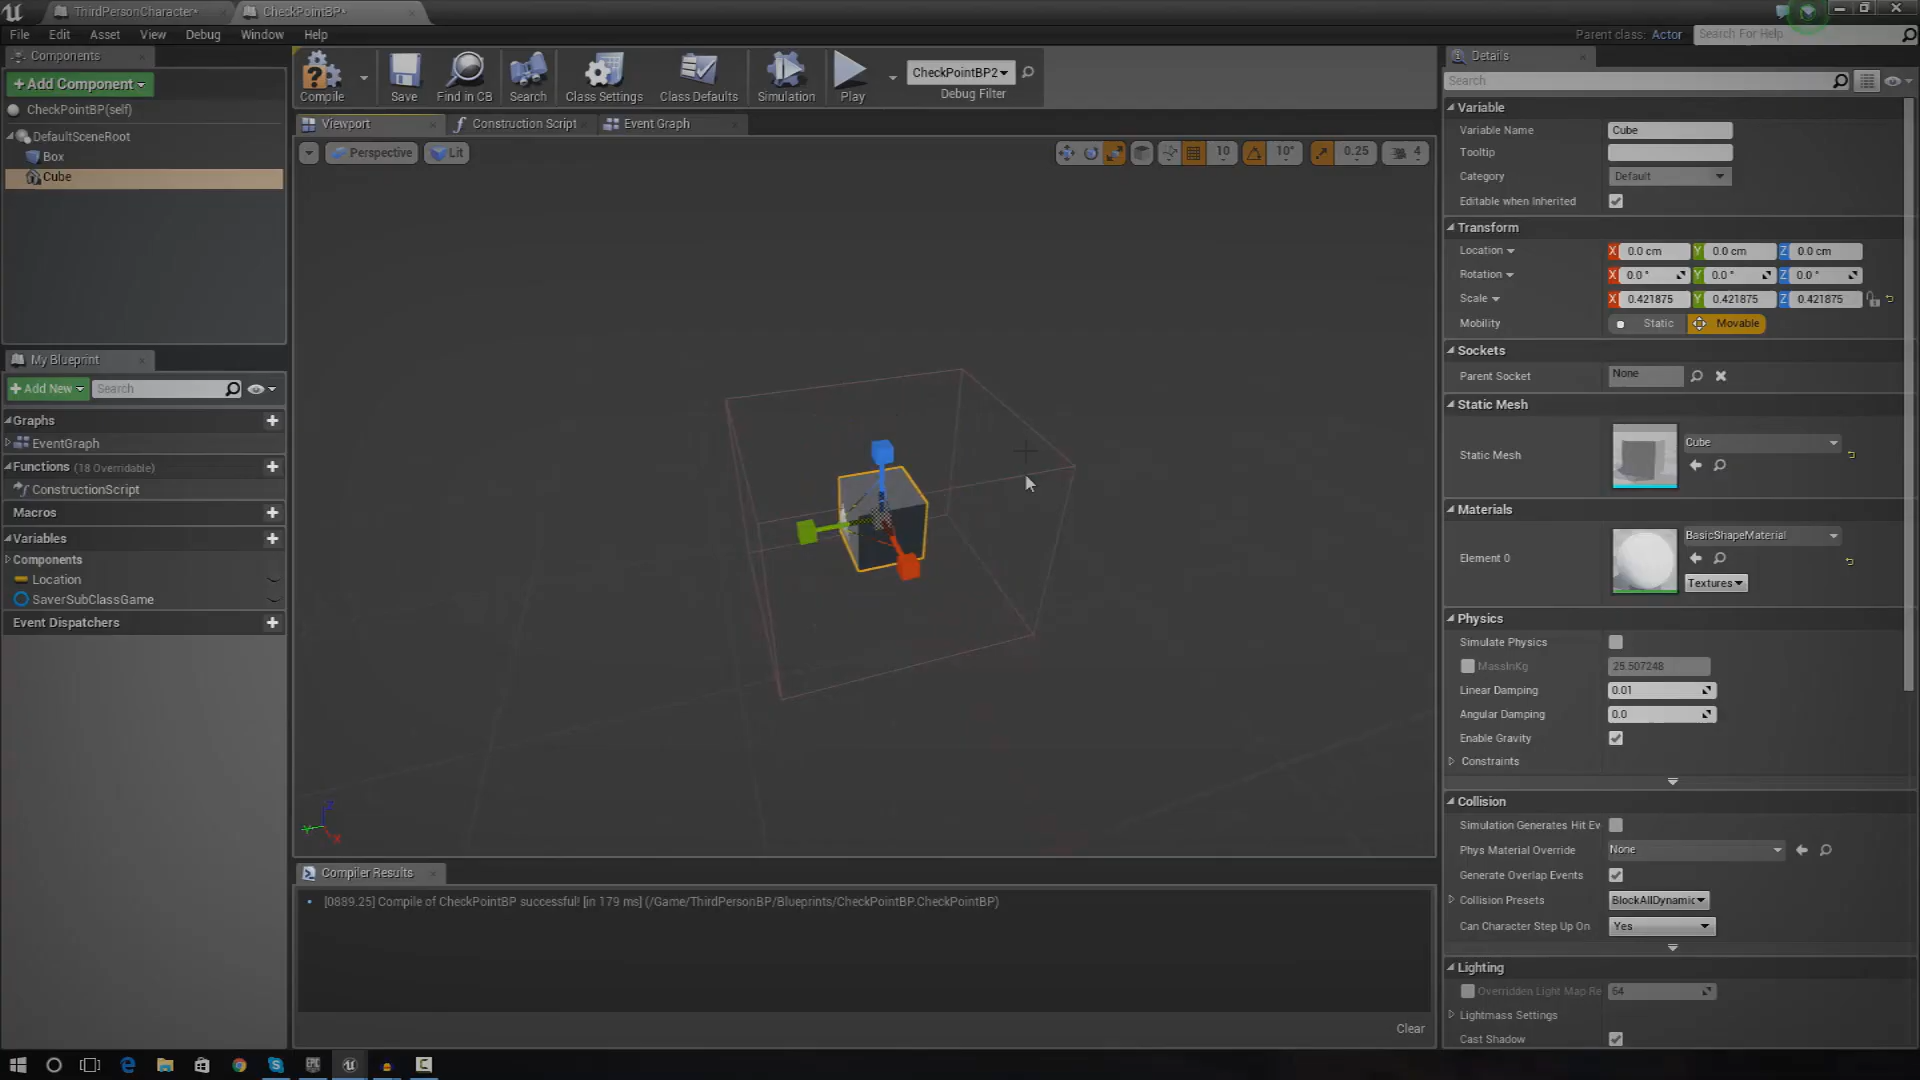 ThirdPersonCharacter*
CheckPointBP*
File Edit Asset View Debug Window Help
Parent class: Actor
Search For Help
Components
+ Add Component
CheckPointBP(self)
DefaultSceneRoot
Box
Cube
My Blueprint
+ Add New
Search
Graphs
EventGraph
Functions (18 Overridable)
ConstructionScript
Macros
Variables
Components
Location
SaverSubClassGame
Event Dispatchers
Compile
Save
Find in CB
Search
Class Settings
Class Defaults
Simulation
Play
CheckPointBP2
Debug Filter
Viewport
Construction Script
Event Graph
Perspective
Lit
10
10°
0.25
4
Z
Y
X
Compiler Results
[0889.25] Compile of CheckPointBP successful! [in 179 ms] (/Game/ThirdPersonBP/Blueprints/CheckPointBP.CheckPointBP)
Clear
Details
Search
Variable
Variable Name Cube
Tooltip
Category Default
Editable when Inherited
Transform
Location X 0.0 cm Y 0.0 cm Z 0.0 cm
Rotation X 0.0 ° Y 0.0 ° Z 0.0 °
Scale X 0.421875 Y 0.421875 Z 0.421875
Mobility Static Movable
Sockets
Parent Socket None
Static Mesh
Static Mesh Cube
Materials
Element 0 BasicShapeMaterial
Textures
Physics
Simulate Physics
MassInKg 25.507248
Linear Damping 0.01
Angular Damping 0.0
Enable Gravity
Constraints
Collision
Simulation Generates Hit Ev
Phys Material Override None
Generate Overlap Events
Collision Presets BlockAllDynamic
Can Character Step Up On Yes
Lighting
Overridden Light Map Re 64
Lightmass Settings
Cast Shadow